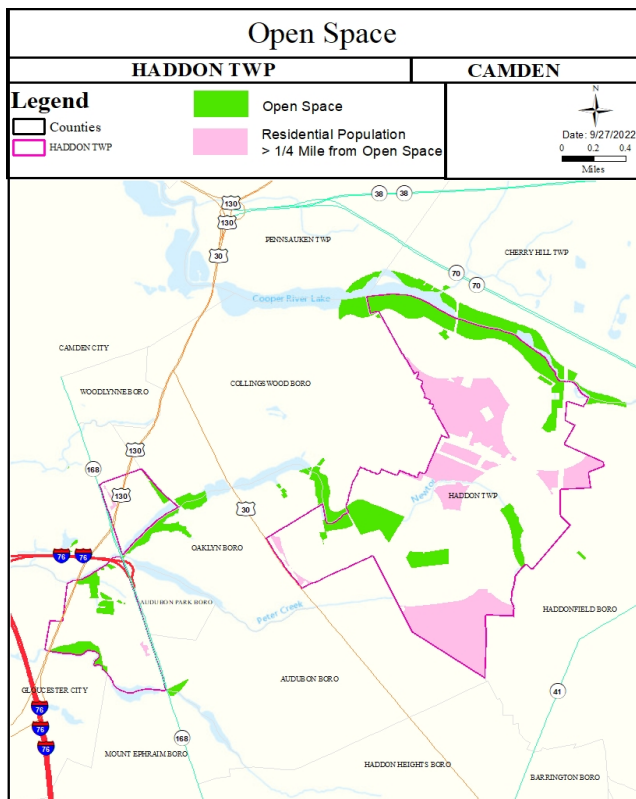 Open Space
HADDON TWP
CAMDEN
Legend
Counties
HADDON TWP
Open Space
Residential Population
> 1/4 Mile from Open Space
N
Date: 9/27/2022
0 0.2 0.4
Miles
130
38 38
130
PENNSAUKEN TWP
30
CHERRY HILL TWP
70
70
Cooper River Lake
CAMDEN CITY
COLLINGSWOOD BORO
WOODLYNNE BORO
130
168
130
30
HADDON TWP
OAKLYN BORO
76 76
AUDUBON PARK BORO
Peter Creek
HADDONFIELD BORO
AUDUBON BORO
GLOUCESTER CITY
41
76
76
76
168
MOUNT EPHRAIM BORO
HADDON HEIGHTS BORO
BARRINGTON BORO